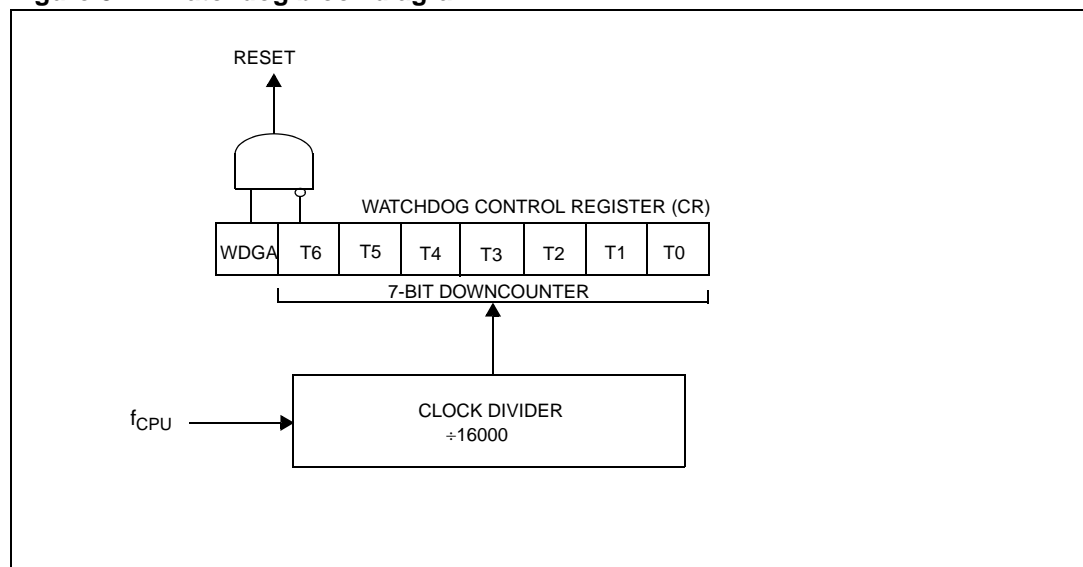 RESET
WATCHDOG CONTROL REGISTER (CR)
WDGA T6 T5 T4 T3 T2 T1 T0
7-BIT DOWNCOUNTER
fCPU
CLOCK DIVIDER
÷16000